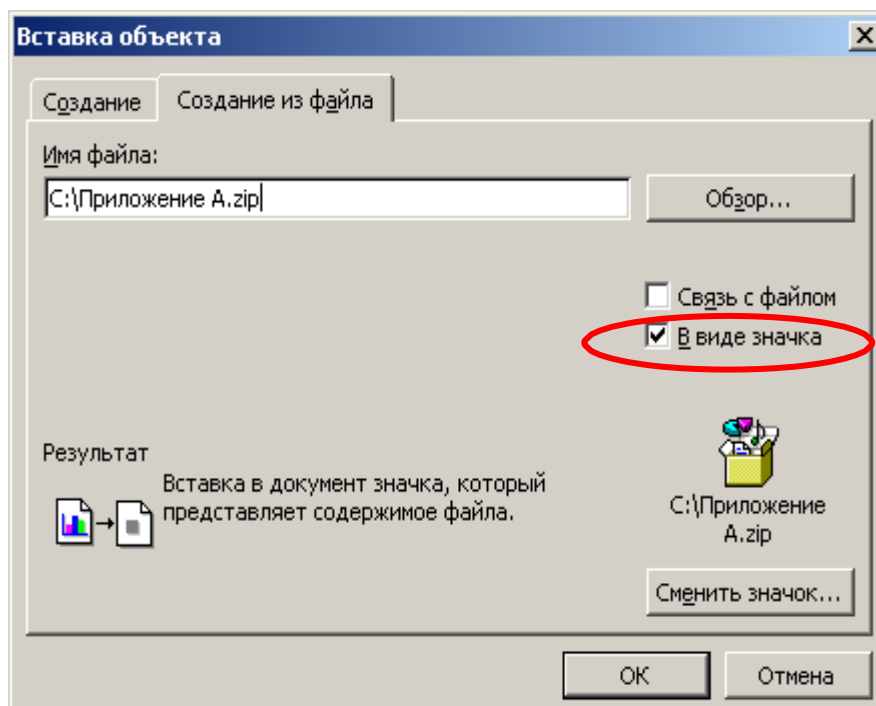 Вставка объекта
Создание
Создание из файла
Имя файла:
C:\Приложение A.zip
Обзор...
Связь с файлом
В виде значка
Результат
Вставка в документ значка, который
представляет содержимое файла.
C:\Приложение
A.zip
Сменить значок...
OK
Отмена